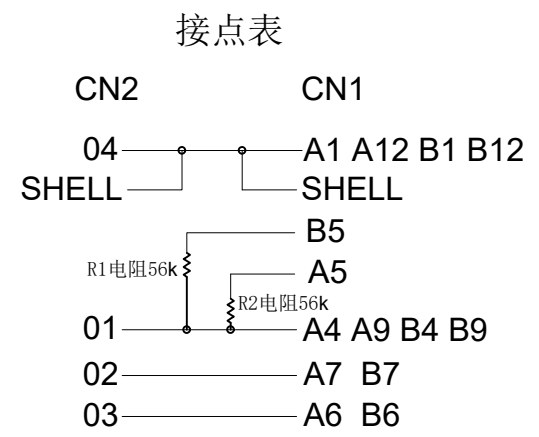 接点表
CN2 CN1
04 A1 A12 B1 B12
SHELL SHELL
B5
R1电阻56k A5
R2电阻56k
01 A4 A9 B4 B9
02 A7 B7
03 A6 B6